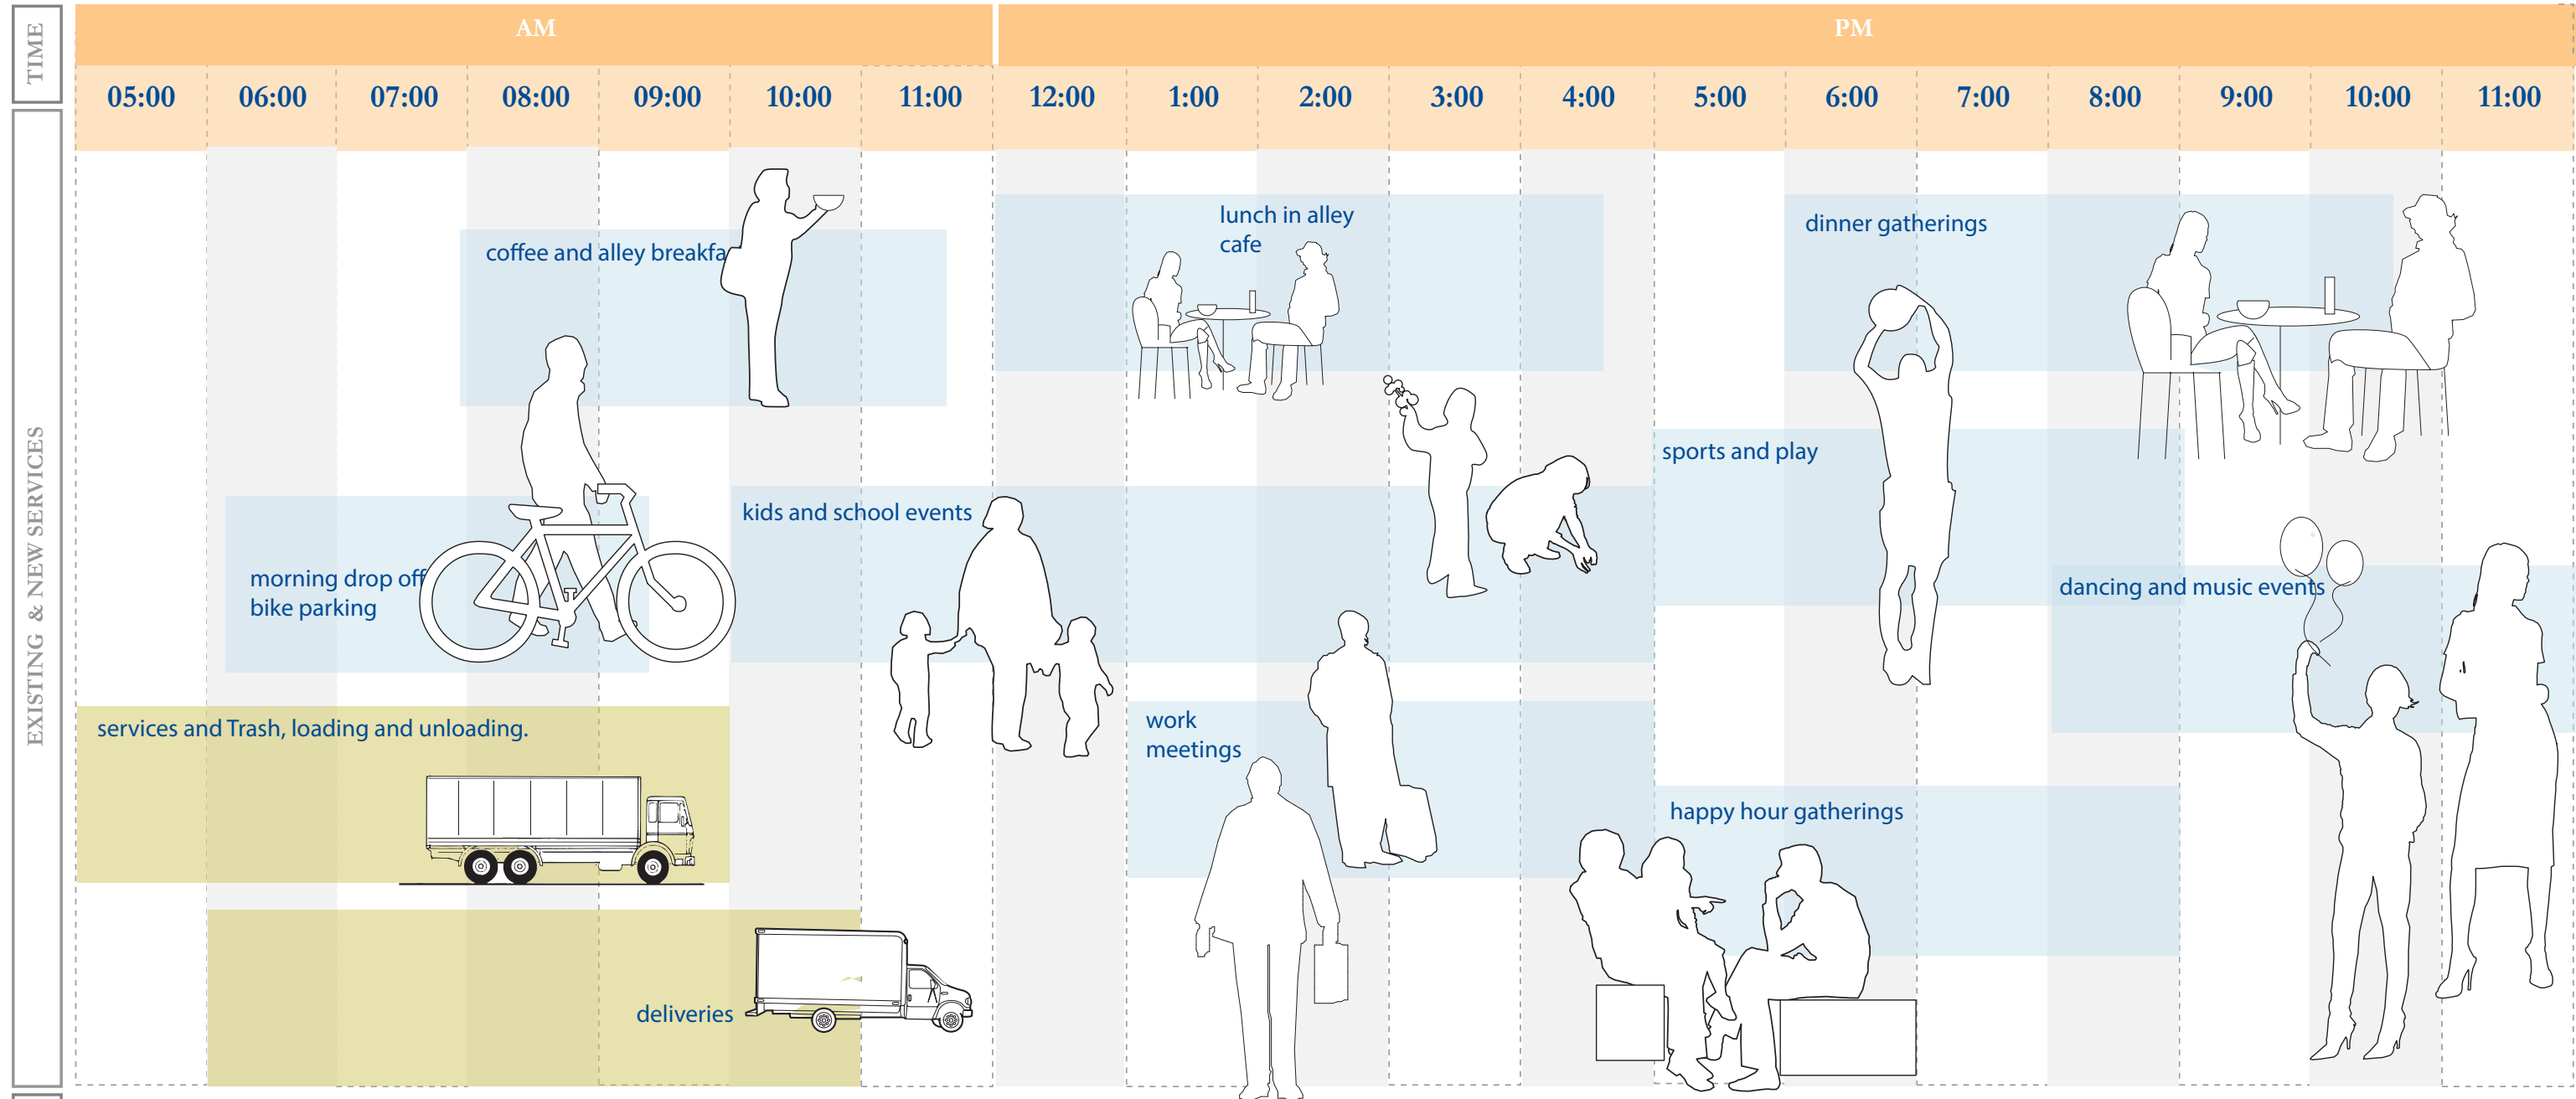 TIME
AM
PM
05:00
06:00
07:00
08:00
09:00
10:00
11:00
12:00
1:00
2:00
3:00
4:00
5:00
6:00
7:00
8:00
9:00
10:00
11:00
EXISTING & NEW SERVICES
coffee and alley breakfa
lunch in alley
cafe
dinner gatherings
sports and play
kids and school events
morning drop off
bike parking
dancing and music events
services and Trash, loading and unloading.
work
meetings
happy hour gatherings
deliveries